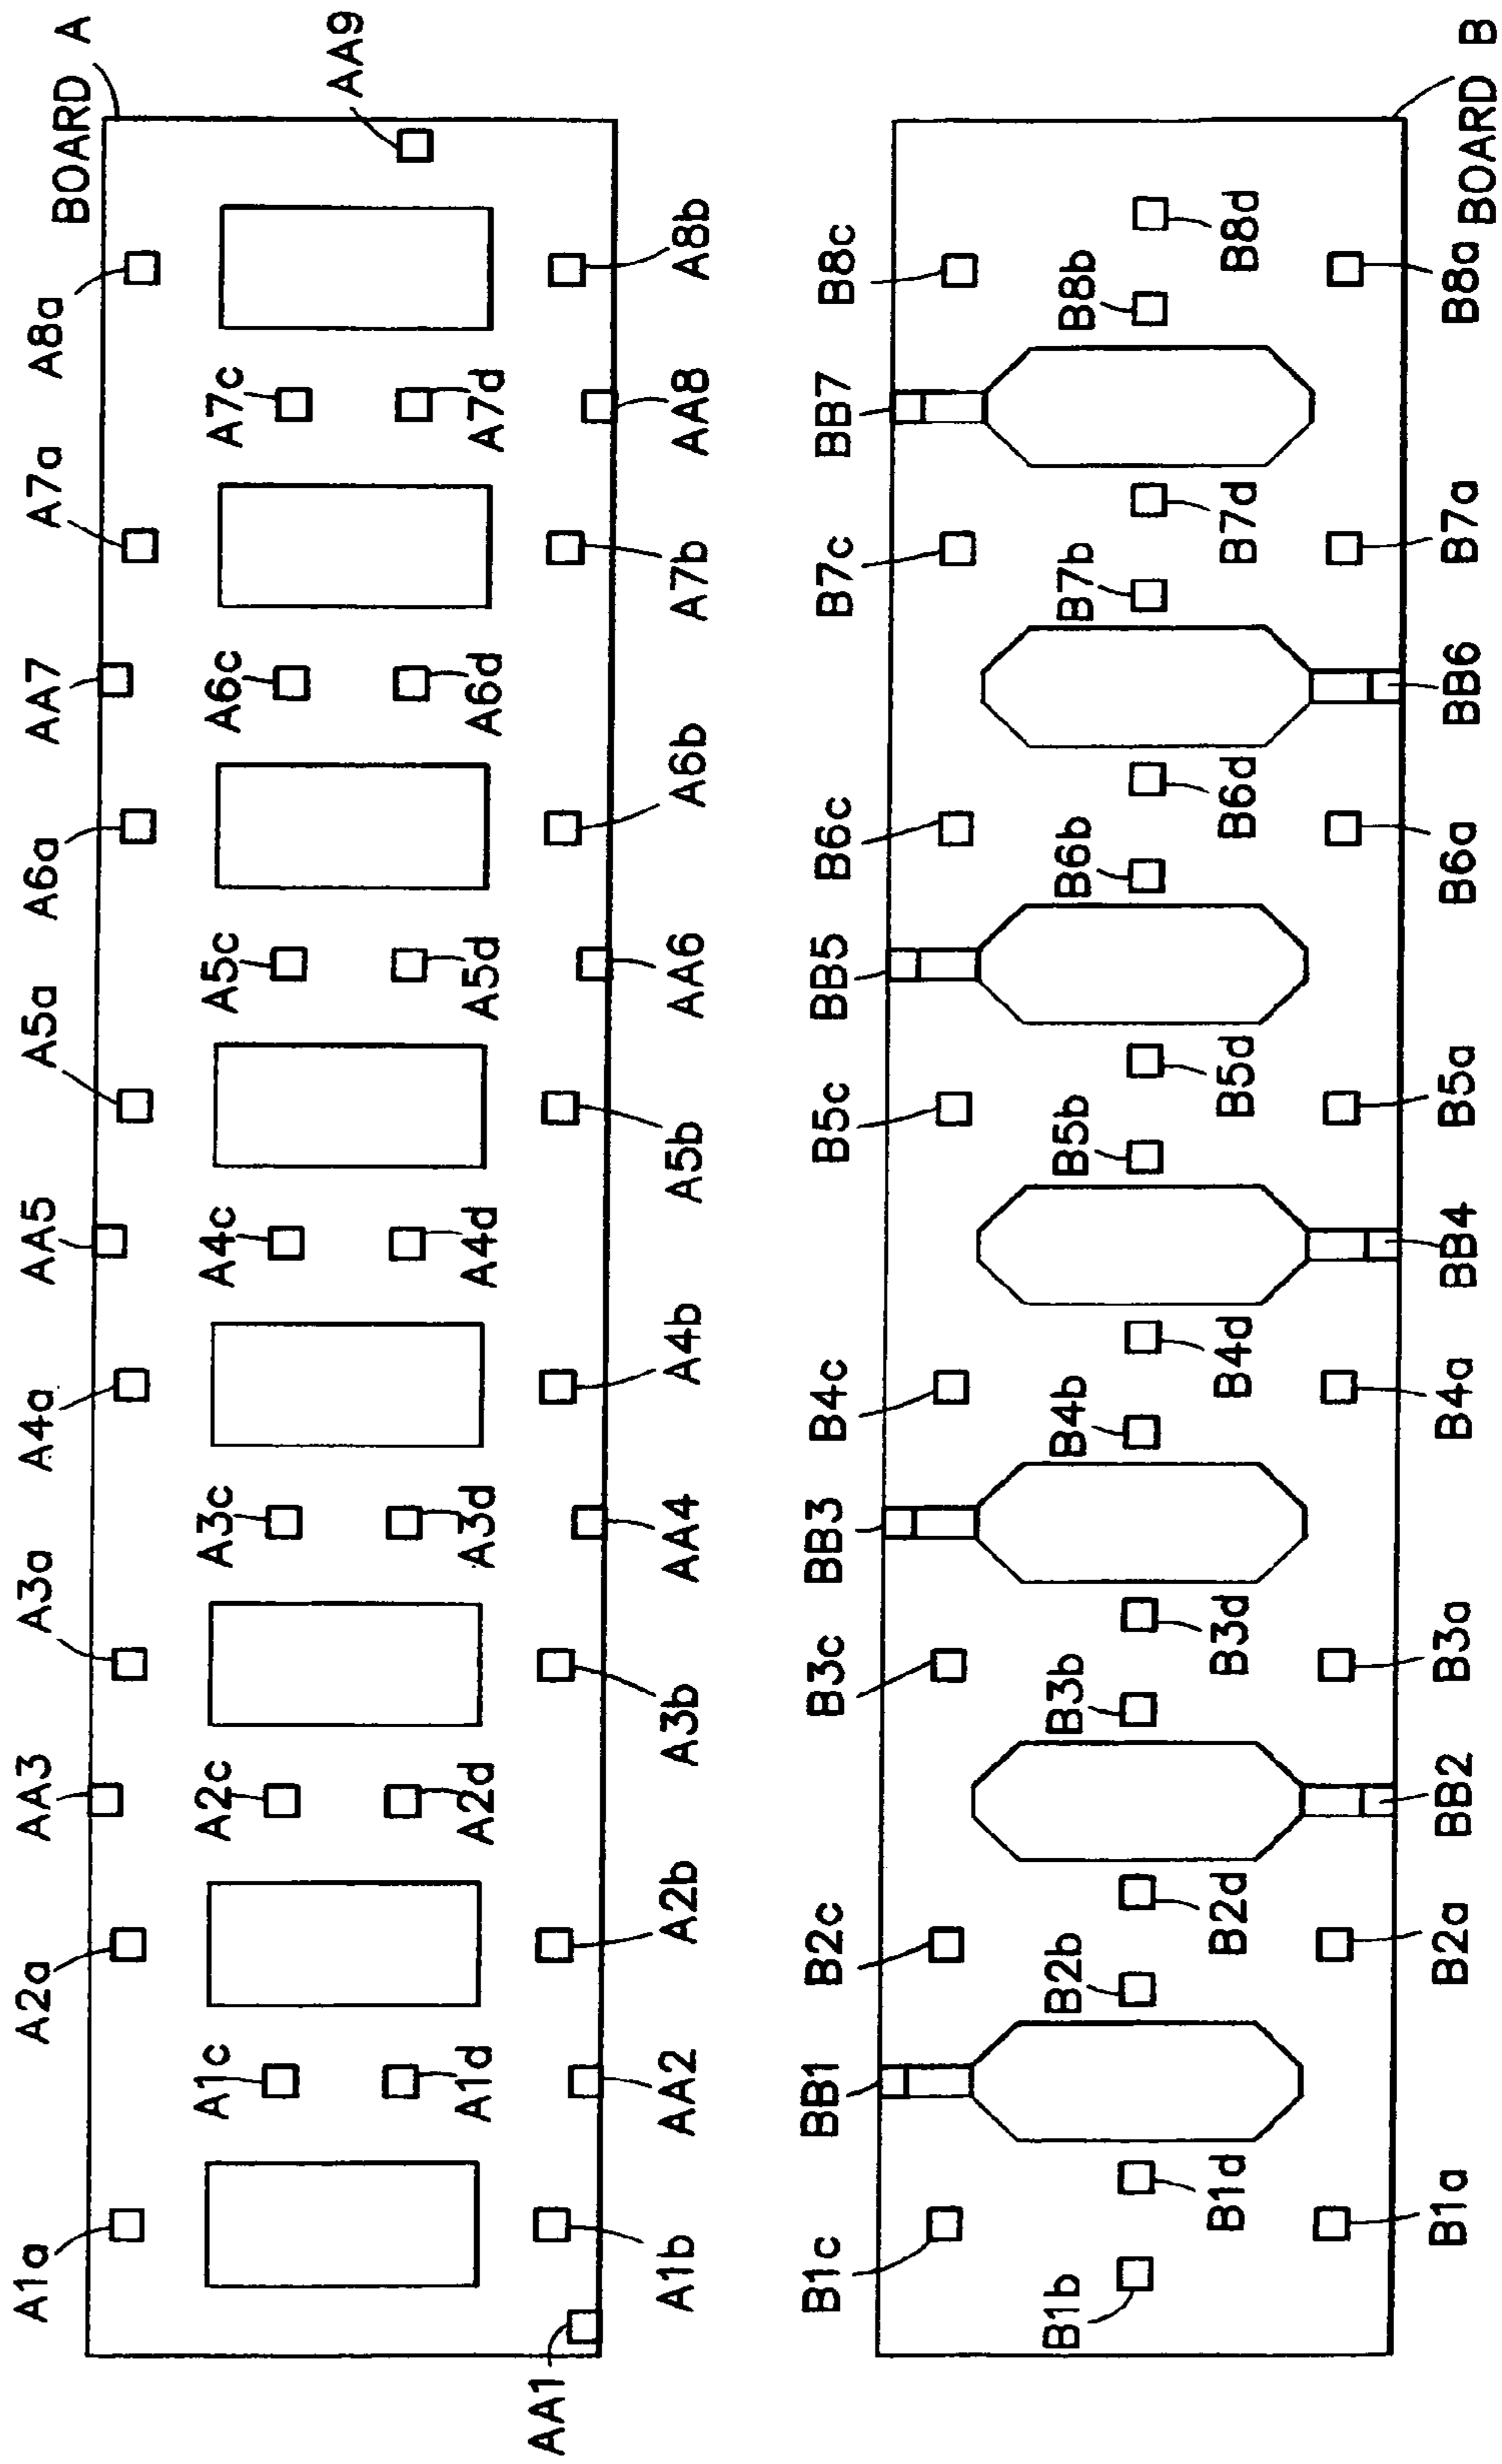 A1a A2a AA3 A3a A4a AA5 A5a A6a AA7 A7a A8a BOARD A
A1c A2c A3c A4c A5c A6c A7c AA9
A1d A2d A3d A4d A5d A6d A7d
AA1 A1b AA2 A2b A3b AA4 A4b A5b AA6 A6b A7b AA8 A8b
B1c BB1 B2c B3c BB3 B4c B5c BB5 B6c B7c BB7 B8c
B1b B2b B3b B4b B5b B6b B7b B8b
B1d B2d B3d B4d B5d B6d B7d B8d
B1a B2a BB2 B3a B4a BB4 B5a B6a BB6 B7a B8a BOARD B